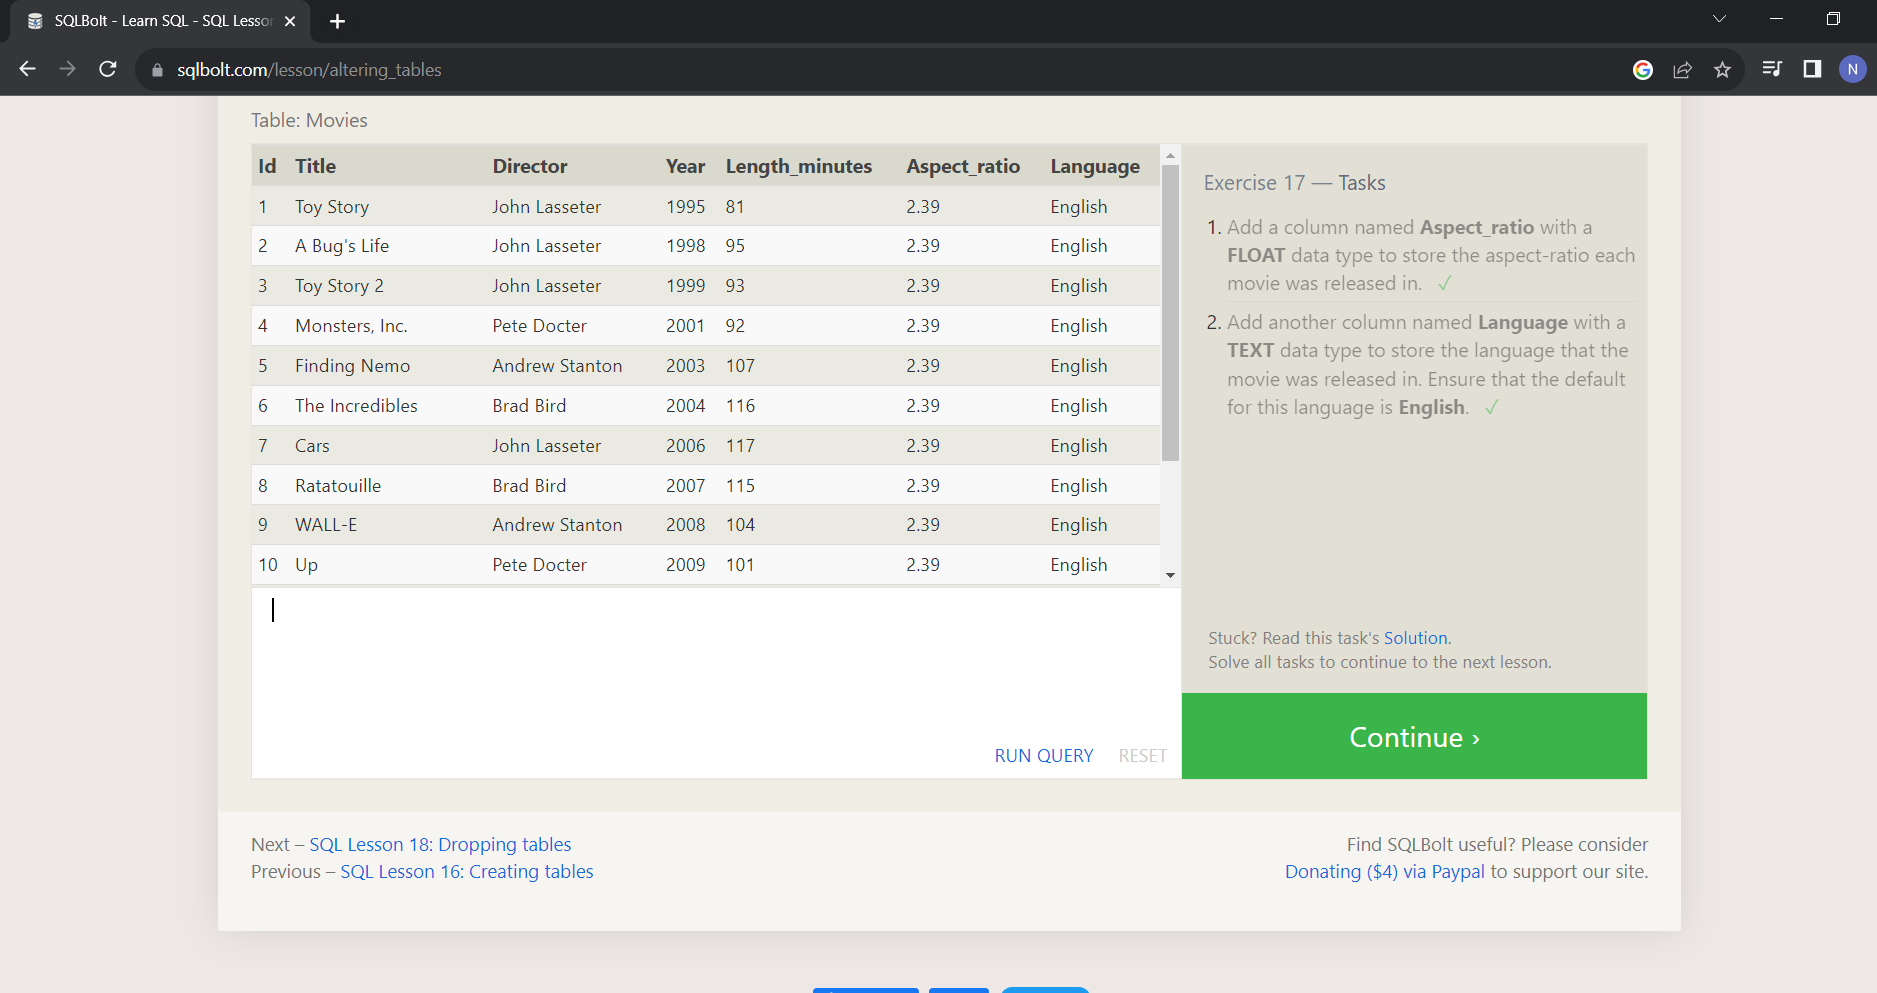 SQLBolt - Learn SQL - SQL Lesson
sqlbolt.com/lesson/altering_tables
N
Table: Movies
Id Title Director Year Length_minutes Aspect_ratio Language
1 Toy Story John Lasseter 1995 81 2.39 English
2 A Bug's Life John Lasseter 1998 95 2.39 English
3 Toy Story 2 John Lasseter 1999 93 2.39 English
4 Monsters, Inc. Pete Docter 2001 92 2.39 English
5 Finding Nemo Andrew Stanton 2003 107 2.39 English
6 The Incredibles Brad Bird 2004 116 2.39 English
7 Cars John Lasseter 2006 117 2.39 English
8 Ratatouille Brad Bird 2007 115 2.39 English
9 WALL-E Andrew Stanton 2008 104 2.39 English
10 Up Pete Docter 2009 101 2.39 English
RUN QUERY RESET
Exercise 17 — Tasks
1. Add a column named Aspect_ratio with a
FLOAT data type to store the aspect-ratio each
movie was released in. ✓
2. Add another column named Language with a
TEXT data type to store the language that the
movie was released in. Ensure that the default
for this language is English. ✓
Stuck? Read this task's Solution.
Solve all tasks to continue to the next lesson.
Continue ›
Next – SQL Lesson 18: Dropping tables
Previous – SQL Lesson 16: Creating tables
Find SQLBolt useful? Please consider
Donating ($4) via Paypal to support our site.